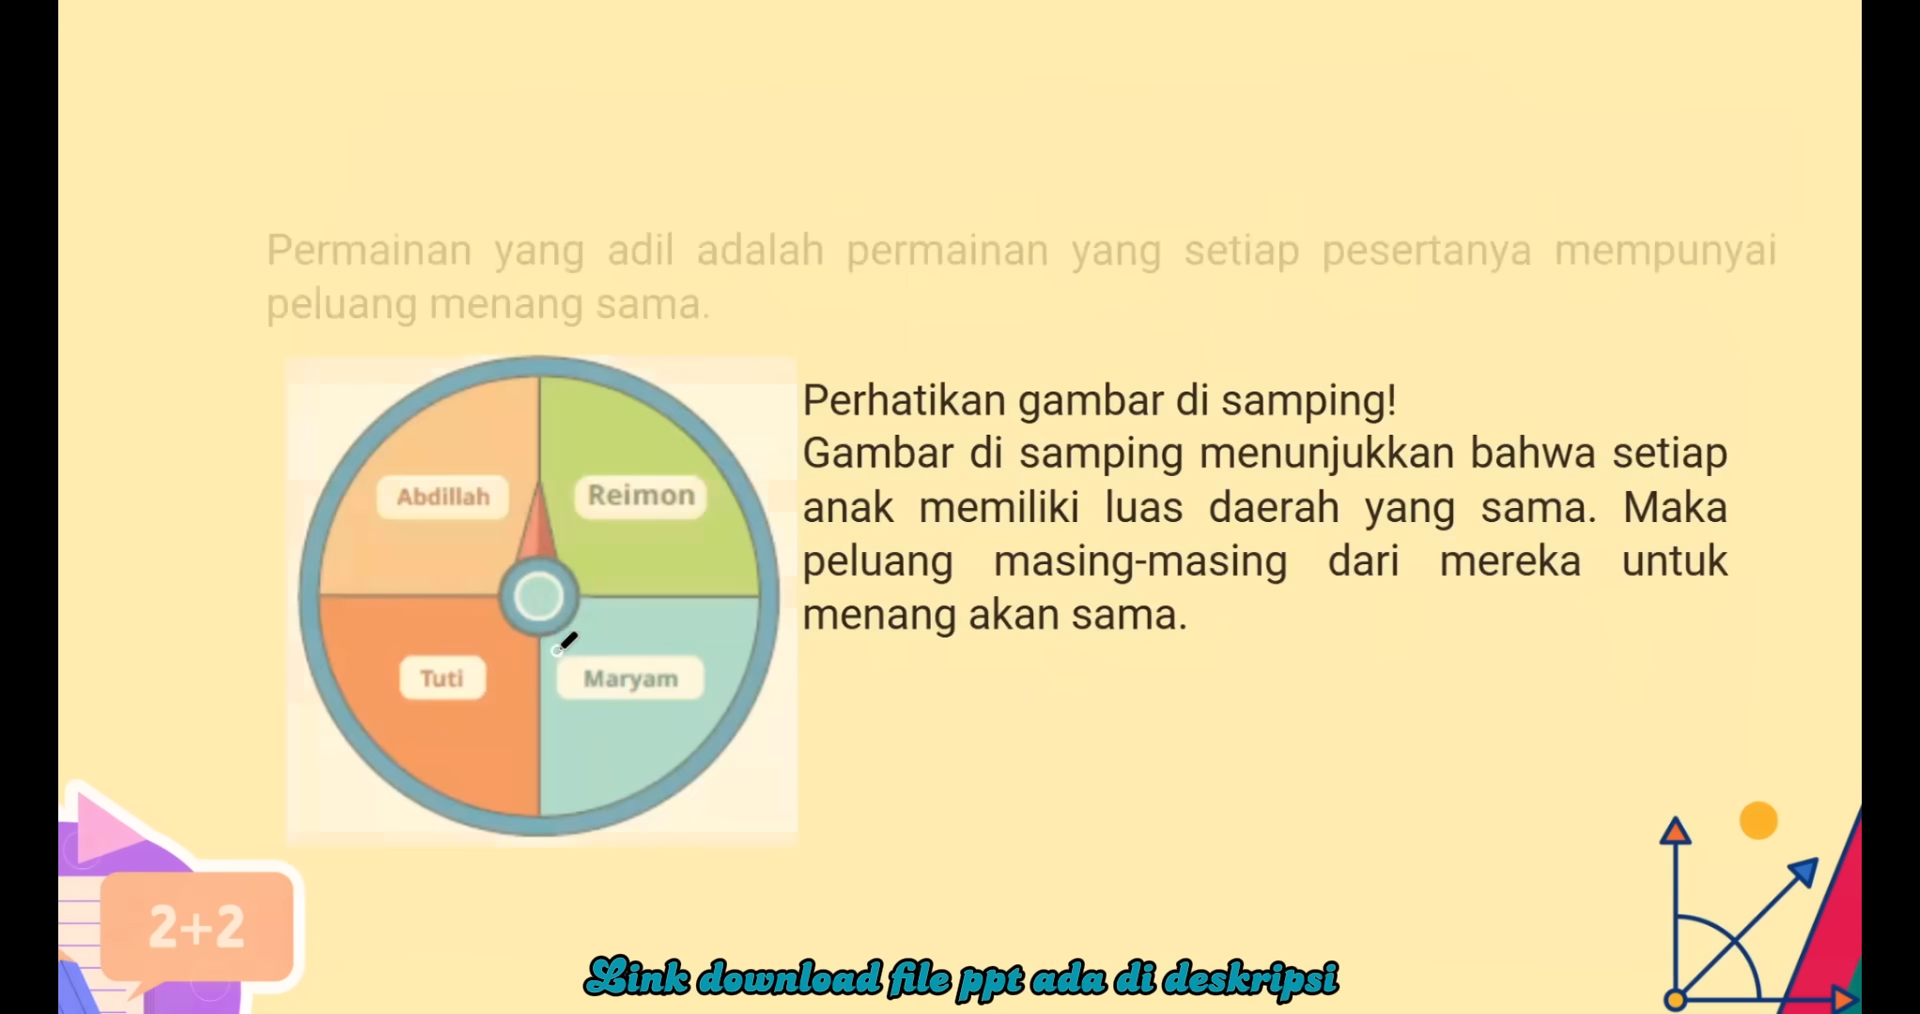 Permainan yang adil adalah permainan yang setiap pesertanya mempunyai
peluang menang sama.
Perhatikan gambar di samping!
Gambar di samping menunjukkan bahwa setiap
anak memiliki luas daerah yang sama. Maka
peluang masing-masing dari mereka untuk
menang akan sama.
Abdillah
Reimon
Tuti
Maryam
2+2
Link download file ppt ada di deskripsi